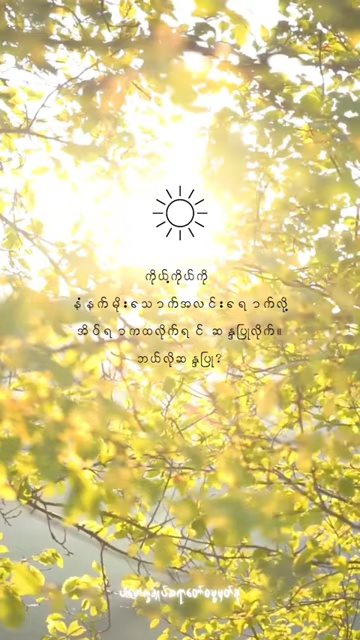 ကိုယ့်ကိုယ်ကို
နံနက်မိုးသောက်အလင်းရောက်လို့
အိပ်ရာကထလိုက်ရင် ဆန္ဒပြုလိုက်။
ဘယ်လိုဆန္ဒပြု?